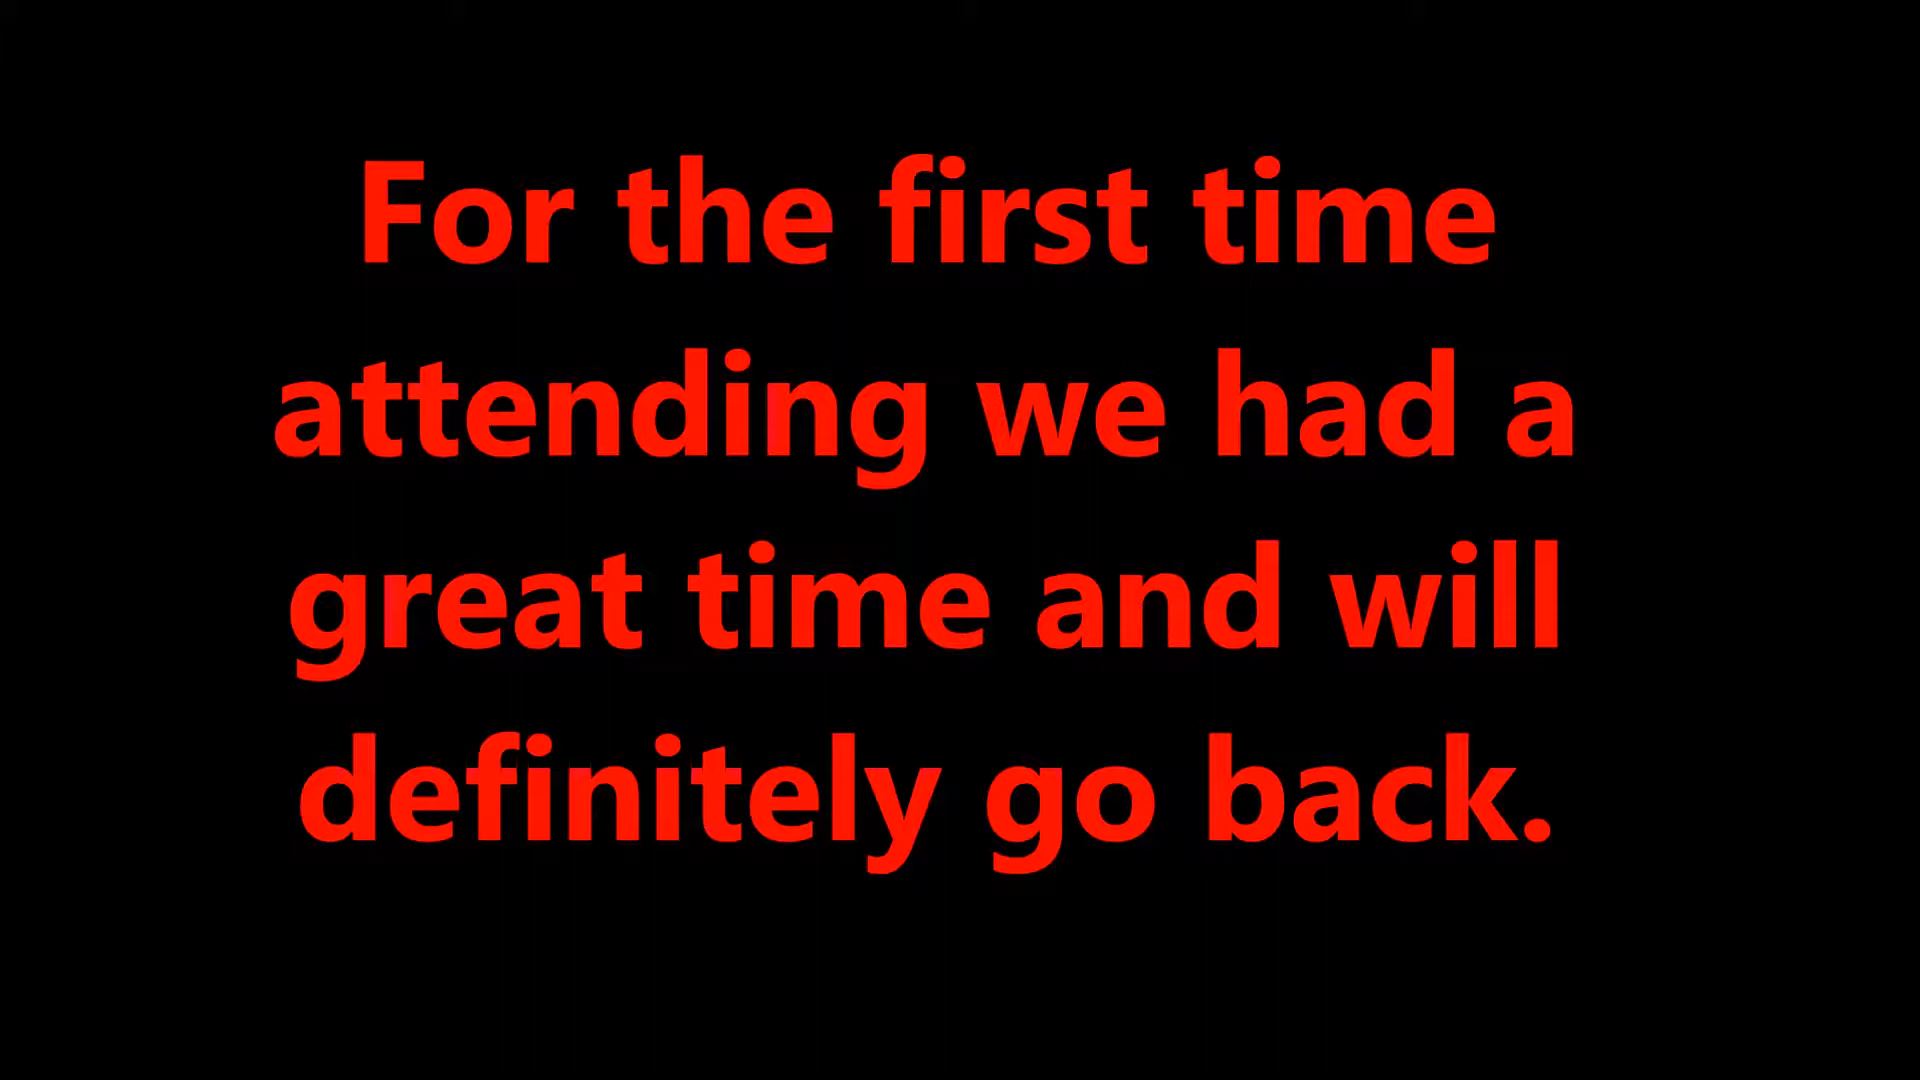 For the first time
attending we had a
great time and will
definitely go back.